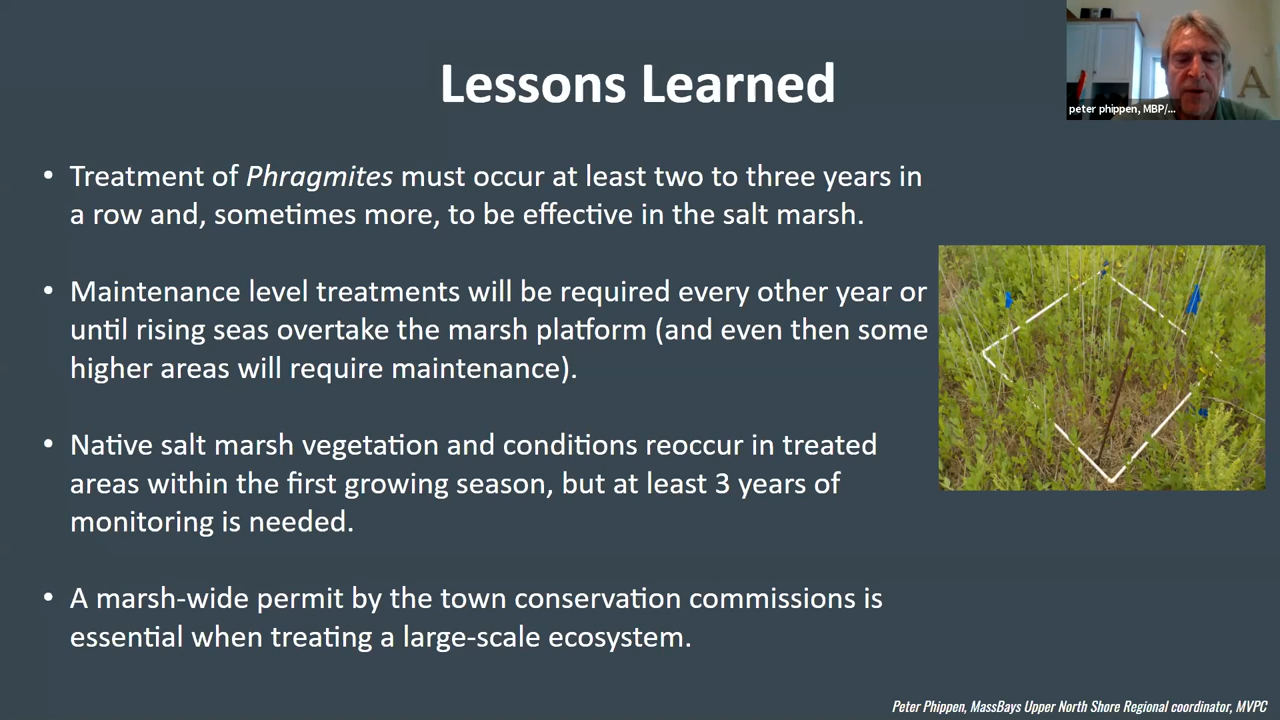 Lessons Learned
peter phippen, MBP/...
• Treatment of Phragmites must occur at least two to three years in
a row and, sometimes more, to be effective in the salt marsh.
• Maintenance level treatments will be required every other year or
until rising seas overtake the marsh platform (and even then some
higher areas will require maintenance).
• Native salt marsh vegetation and conditions reoccur in treated
areas within the first growing season, but at least 3 years of
monitoring is needed.
• A marsh-wide permit by the town conservation commissions is
essential when treating a large-scale ecosystem.
Peter Phippen, MassBays Upper North Shore Regional coordinator, MVPC
A